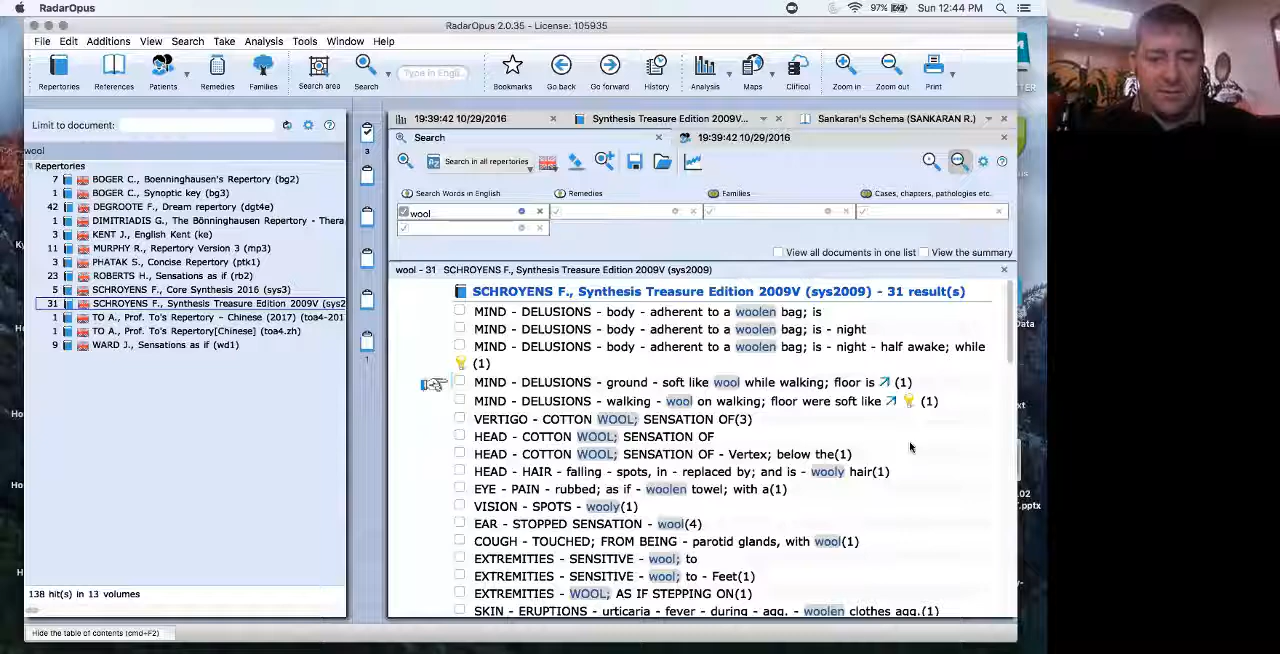 RadarOpus
97%
Sun 12:44 PM
RadarOpus 2.0.35 - License: 105935
File Edit Additions View Search Take Analysis Tools Window Help
Type in Engli..
Repertories References Patients Remedies Families Search area Search Bookmarks Go back Go forward History Analysis Maps Clificol Zoom in Zoom out Print
Limit to document:
19:39:42 10/29/2016
Synthesis Treasure Edition 2009V...
Sankaran's Schema (SANKARAN R.)
Search
19:39:42 10/29/2016
wool
Repertories
7 BOGER C., Boenninghausen's Repertory (bg2)
1 BOGER C., Synoptic key (bg3)
42 DEGROOTE F., Dream repertory (dgt4e)
1 DIMITRIADIS G., The Bönninghausen Repertory - Thera
3 KENT J., English Kent (ke)
11 MURPHY R., Repertory Version 3 (mp3)
3 PHATAK S., Concise Repertory (ptk1)
23 ROBERTS H., Sensations as if (rb2)
5 SCHROYENS F., Core Synthesis 2016 (sys3)
31 SCHROYENS F., Synthesis Treasure Edition 2009V (sys2
1 TO A., Prof. To's Repertory - Chinese (2017) (toa4-201
1 TO A., Prof. To's Repertory[Chinese] (toa4.zh)
9 WARD J., Sensations as if (wd1)
138 hit(s) in 13 volumes
Hide the table of contents (cmd+F2)
3
1
Search in all repertories
Search Words in English
Remedies
Families
Cases, chapters, pathologies etc.
wool
View all documents in one list
View the summary
wool - 31 SCHROYENS F., Synthesis Treasure Edition 2009V (sys2009)
SCHROYENS F., Synthesis Treasure Edition 2009V (sys2009) - 31 result(s)
MIND - DELUSIONS - body - adherent to a woolen bag; is
MIND - DELUSIONS - body - adherent to a woolen bag; is - night
MIND - DELUSIONS - body - adherent to a woolen bag; is - night - half awake; while
(1)
MIND - DELUSIONS - ground - soft like wool while walking; floor is (1)
MIND - DELUSIONS - walking - wool on walking; floor were soft like (1)
VERTIGO - COTTON WOOL; SENSATION OF(3)
HEAD - COTTON WOOL; SENSATION OF
HEAD - COTTON WOOL; SENSATION OF - Vertex; below the(1)
HEAD - HAIR - falling - spots, in - replaced by; and is - wooly hair(1)
EYE - PAIN - rubbed; as if - woolen towel; with a(1)
VISION - SPOTS - wooly(1)
EAR - STOPPED SENSATION - wool(4)
COUGH - TOUCHED; FROM BEING - parotid glands, with wool(1)
EXTREMITIES - SENSITIVE - wool; to
EXTREMITIES - SENSITIVE - wool; to - Feet(1)
EXTREMITIES - WOOL; AS IF STEPPING ON(1)
SKIN - ERUPTIONS - urticaria - fever - during - agg. - woolen clothes agg.(1)
Data
.02
.pptx